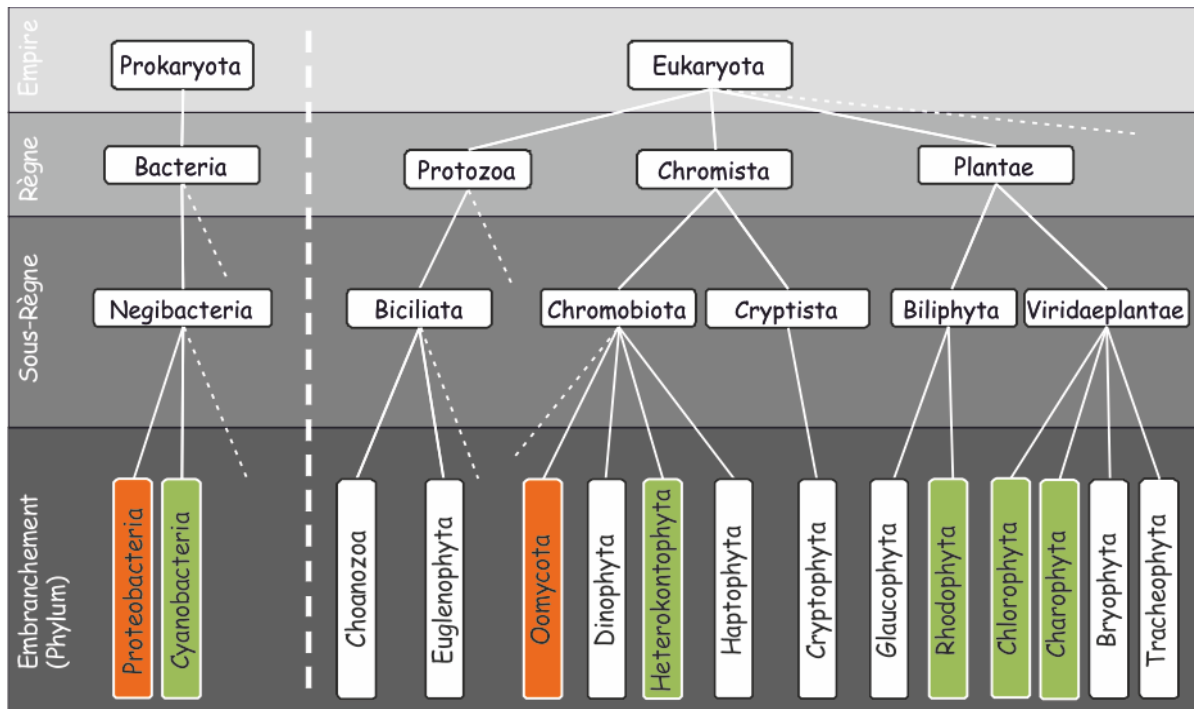 Empire
Prokaryota
Eukaryota
Règne
Bacteria
Protozoa
Chromista
Plantae
Sous-Règne
Negibacteria
Biciliata
Chromobiota
Cryptista
Biliphyta
Viridaeplantae
Embranchement
(Phylum)
Proteobacteria
Cyanobacteria
Choanozoa
Euglenophyta
Oomycota
Dinophyta
Heterokontophyta
Haptophyta
Cryptophyta
Glaucophyta
Rhodophyta
Chlorophyta
Charophyta
Bryophyta
Tracheophyta